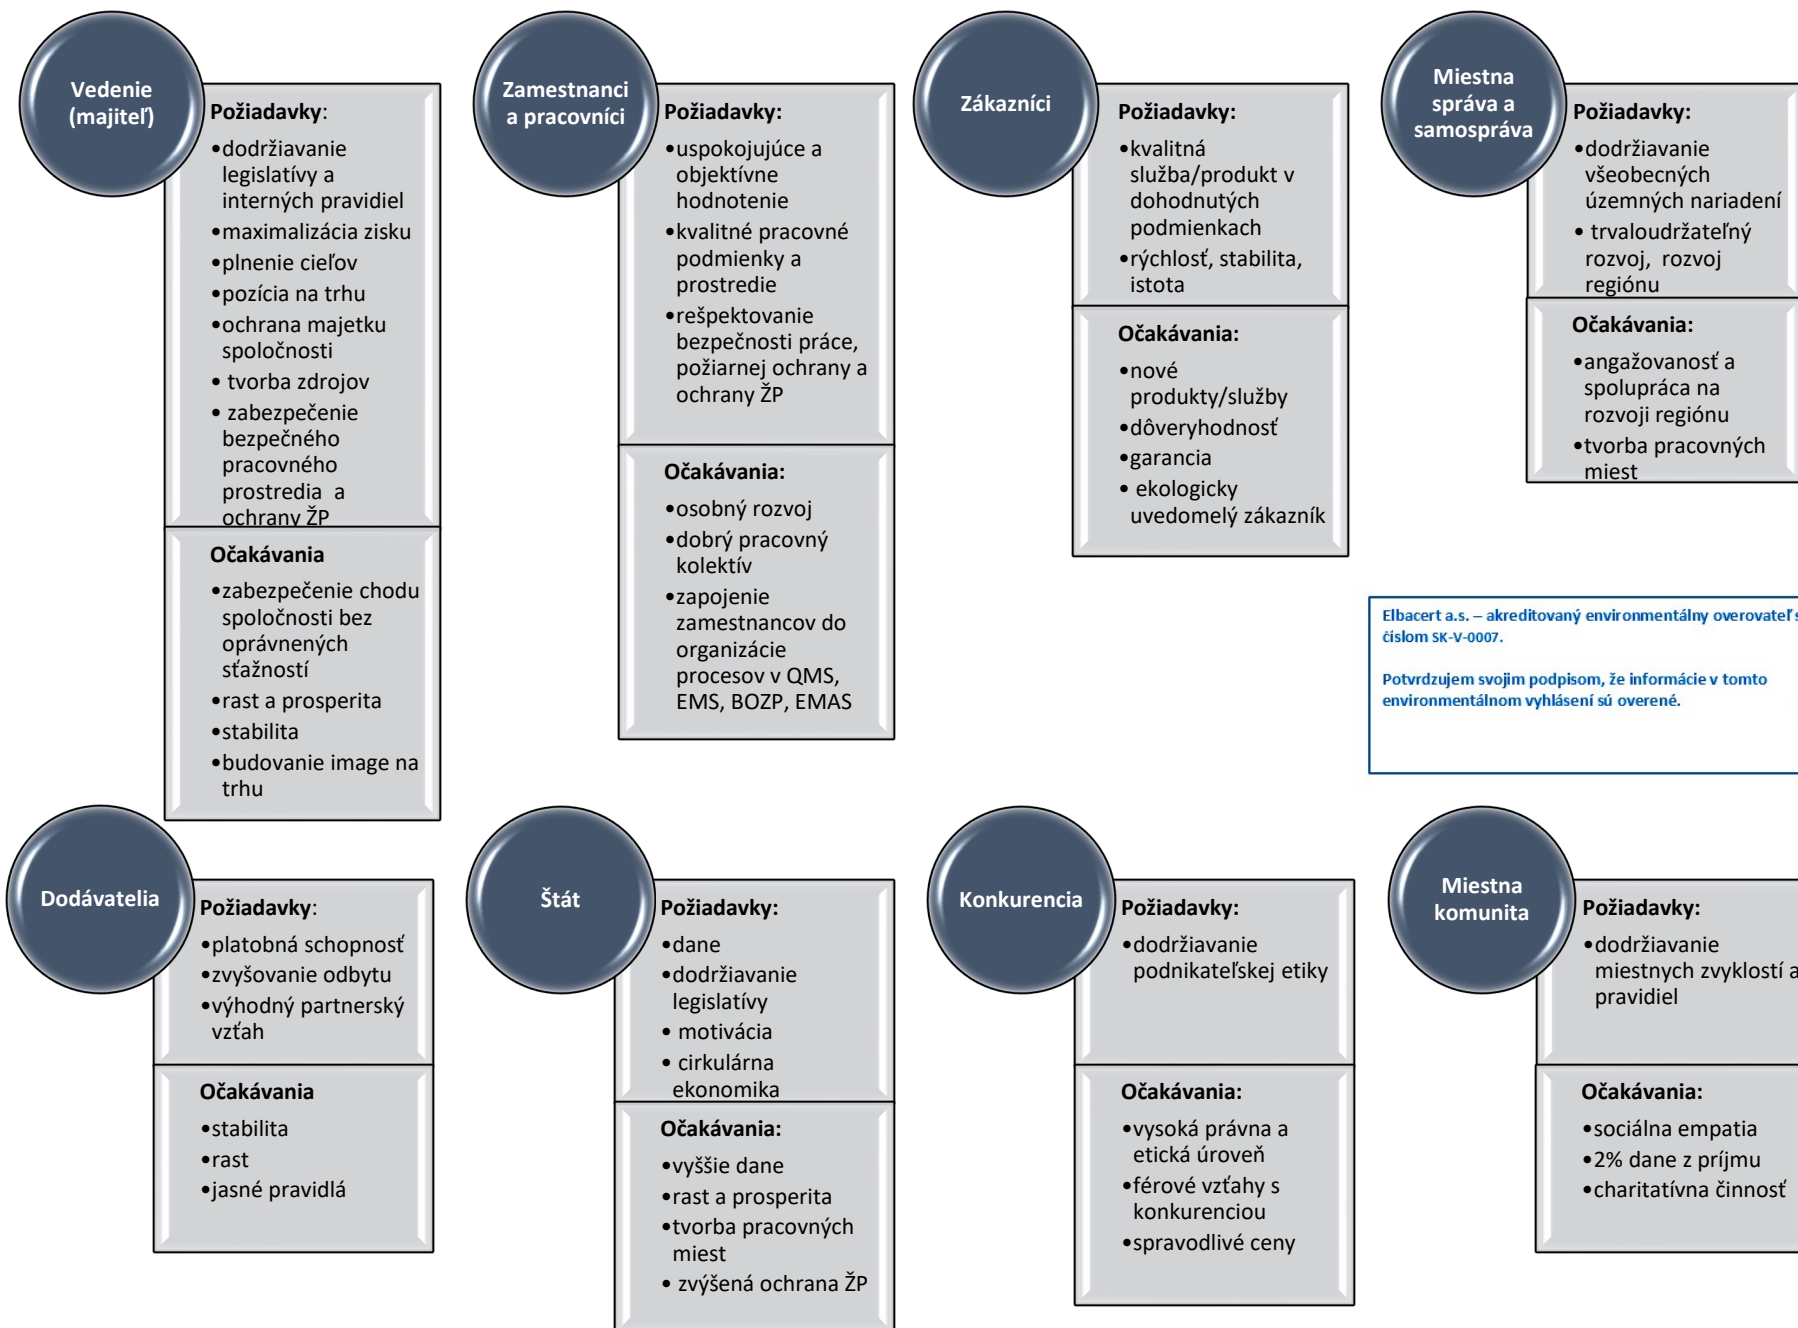 Vedenie
(majiteľ)
Požiadavky:
•dodržiavanie
legislatívy a
interných pravidiel
•maximalizácia zisku
•plnenie cieľov
•pozícia na trhu
•ochrana majetku
spoločnosti
• tvorba zdrojov
• zabezpečenie
bezpečného
pracovného
prostredia a
ochrany ŽP
Očakávania
•zabezpečenie chodu
spoločnosti bez
oprávnených
sťažností
•rast a prosperita
•stabilita
•budovanie image na
trhu
Zamestnanci
a pracovníci
Požiadavky:
•uspokojujúce a
objektívne
hodnotenie
•kvalitné pracovné
podmienky a
prostredie
•rešpektovanie
bezpečnosti práce,
požiarnej ochrany a
ochrany ŽP
Očakávania:
•osobný rozvoj
•dobrý pracovný
kolektív
•zapojenie
zamestnancov do
organizácie
procesov v QMS,
EMS, BOZP, EMAS
Zákazníci
Požiadavky:
•kvalitná
služba/produkt v
dohodnutých
podmienkach
•rýchlosť, stabilita,
istota
Očakávania:
•nové
produkty/služby
•dôveryhodnosť
•garancia
• ekologicky
uvedomelý zákazník
Miestna
správa a
samospráva
Požiadavky:
•dodržiavanie
všeobecných
územných nariadení
• trvaloudržateľný
rozvoj, rozvoj
regiónu
Očakávania:
•angažovanosť a
spolupráca na
rozvoji regiónu
•tvorba pracovných
miest
Elbacert a.s. – akreditovaný environmentálny overovateľ s
číslom SK-V-0007.
Potvrdzujem svojim podpisom, že informácie v tomto
environmentálnom vyhlásení sú overené.
Dodávatelia
Požiadavky:
•platobná schopnosť
•zvyšovanie odbytu
•výhodný partnerský
vzťah
Očakávania
•stabilita
•rast
•jasné pravidlá
Štát
Požiadavky:
•dane
•dodržiavanie
legislatívy
• motivácia
• cirkulárna
ekonomika
Očakávania:
•vyššie dane
•rast a prosperita
•tvorba pracovných
miest
• zvýšená ochrana ŽP
Konkurencia
Požiadavky:
•dodržiavanie
podnikateľskej etiky
Očakávania:
•vysoká právna a
etická úroveň
•férové vzťahy s
konkurenciou
•spravodlivé ceny
Miestna
komunita
Požiadavky:
•dodržiavanie
miestnych zvyklostí a
pravidiel
Očakávania:
•sociálna empatia
•2% dane z príjmu
•charitatívna činnosť